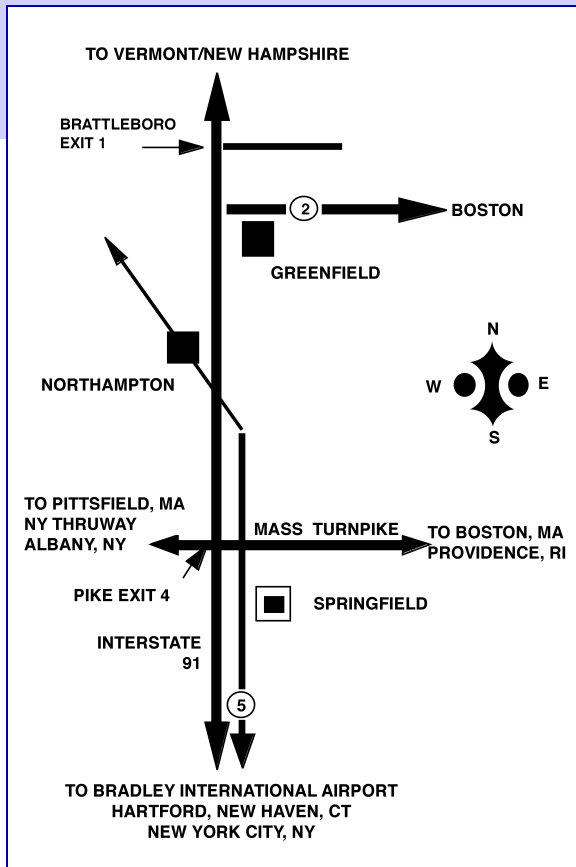 TO VERMONT/NEW HAMPSHIRE
BRATTLEBORO
EXIT 1
2
BOSTON
GREENFIELD
N
W
E
S
NORTHAMPTON
TO PITTSFIELD, MA
NY THRUWAY
ALBANY, NY
MASS TURNPIKE
TO BOSTON, MA
PROVIDENCE, RI
PIKE EXIT 4
SPRINGFIELD
INTERSTATE
91
5
TO BRADLEY INTERNATIONAL AIRPORT
HARTFORD, NEW HAVEN, CT
NEW YORK CITY, NY